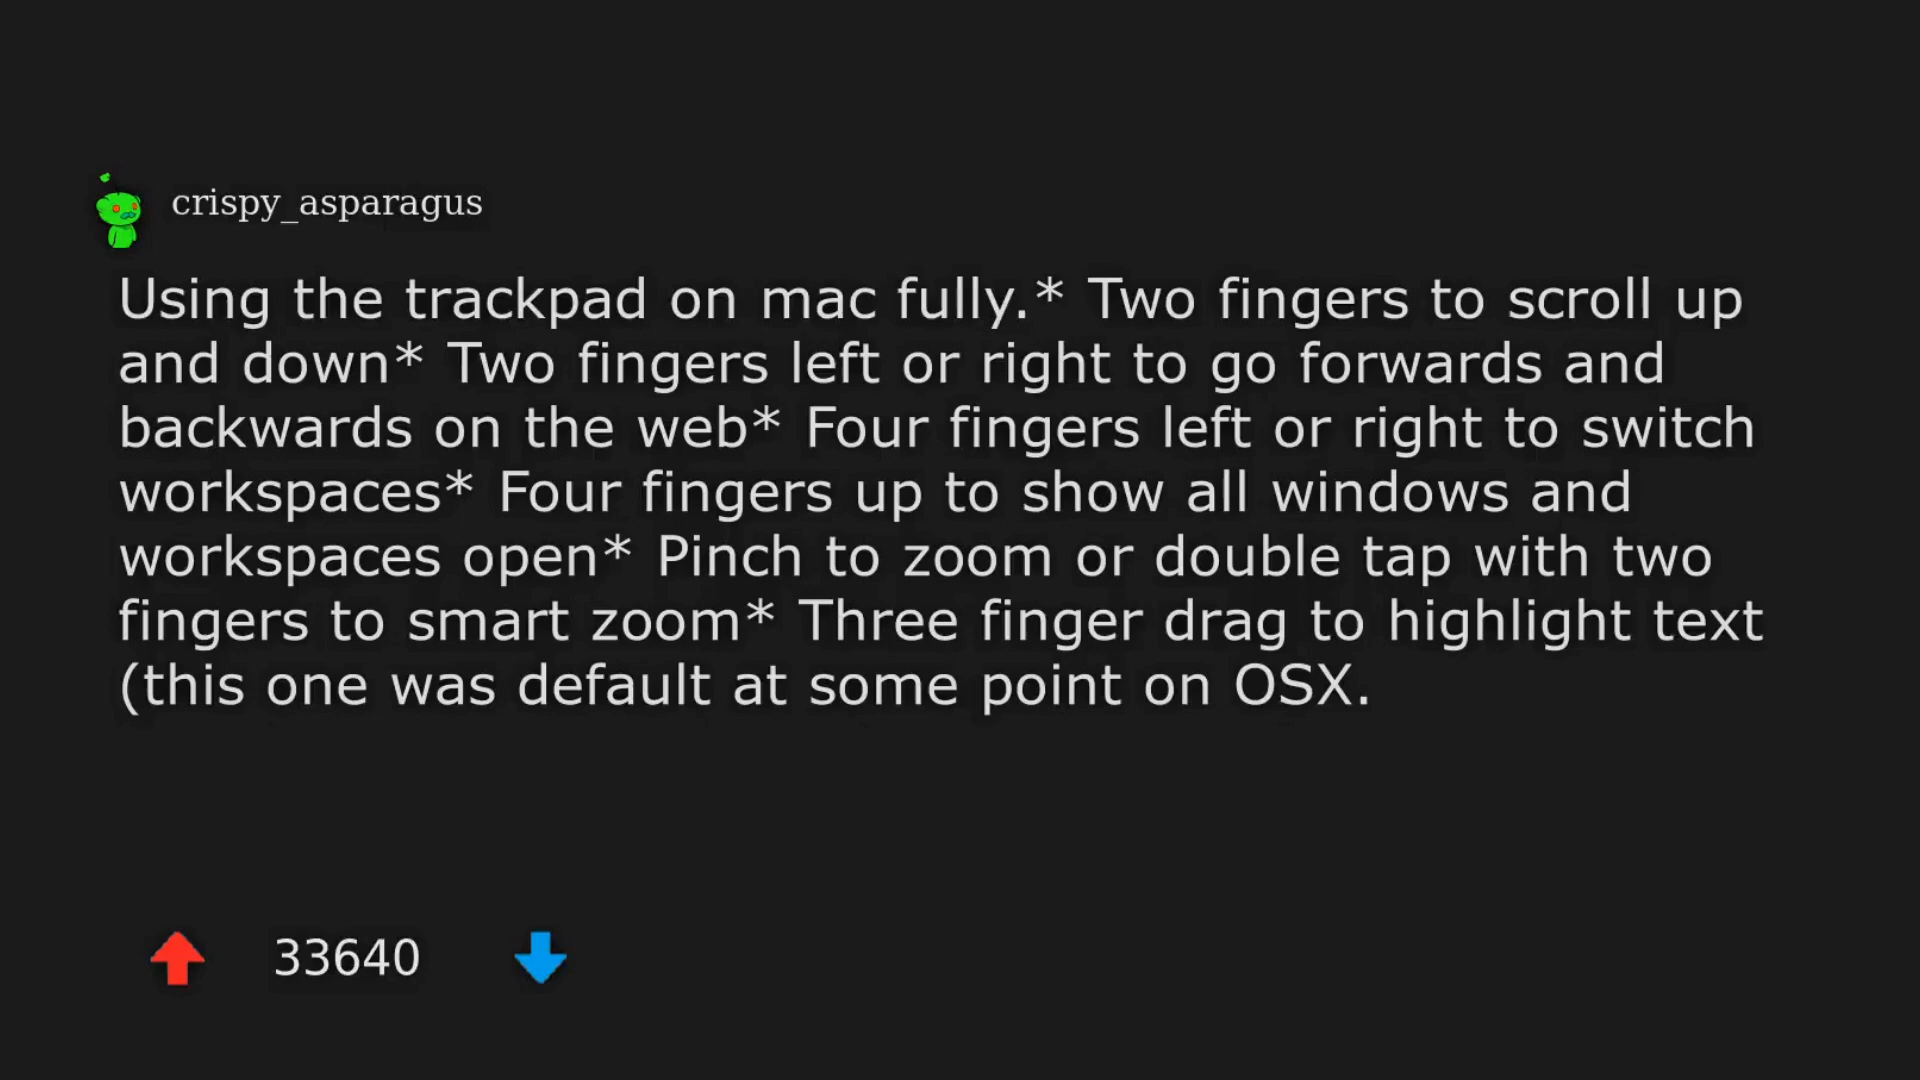 crispy_asparagus
Using the trackpad on mac fully.* Two fingers to scroll up
and down* Two fingers left or right to go forwards and
backwards on the web* Four fingers left or right to switch
workspaces* Four fingers up to show all windows and
workspaces open* Pinch to zoom or double tap with two
fingers to smart zoom* Three finger drag to highlight text
(this one was default at some point on OSX.
33640